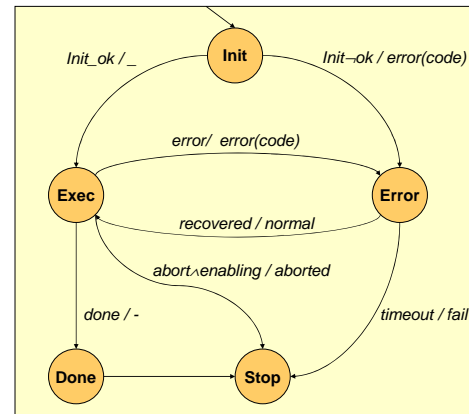 Init_ok / _
Init
Init¬ok / error(code)
error/ error(code)
Exec
Error
recovered / normal
abort∧enabling / aborted
done / -
timeout / fail
Done
Stop